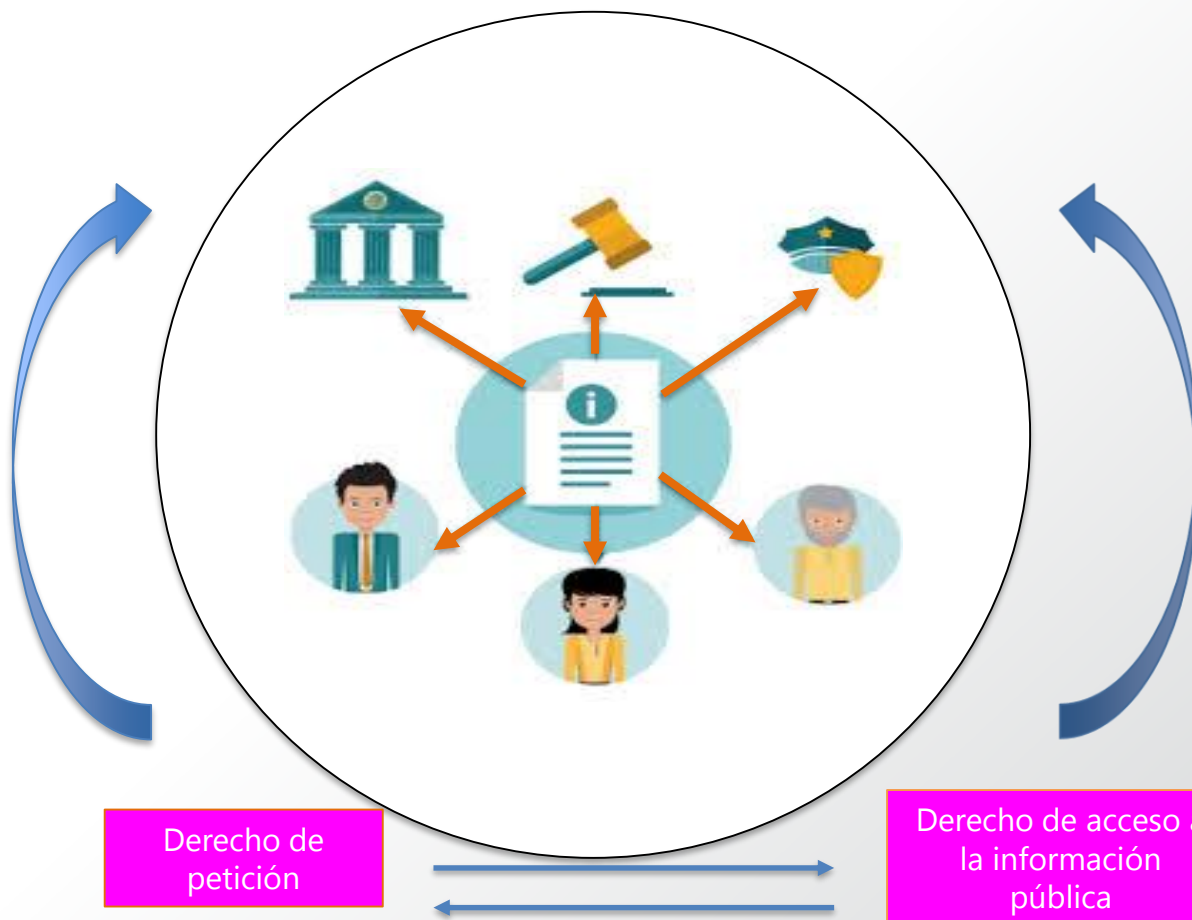 i
Derecho de
petición
Derecho de acceso a
la información
pública